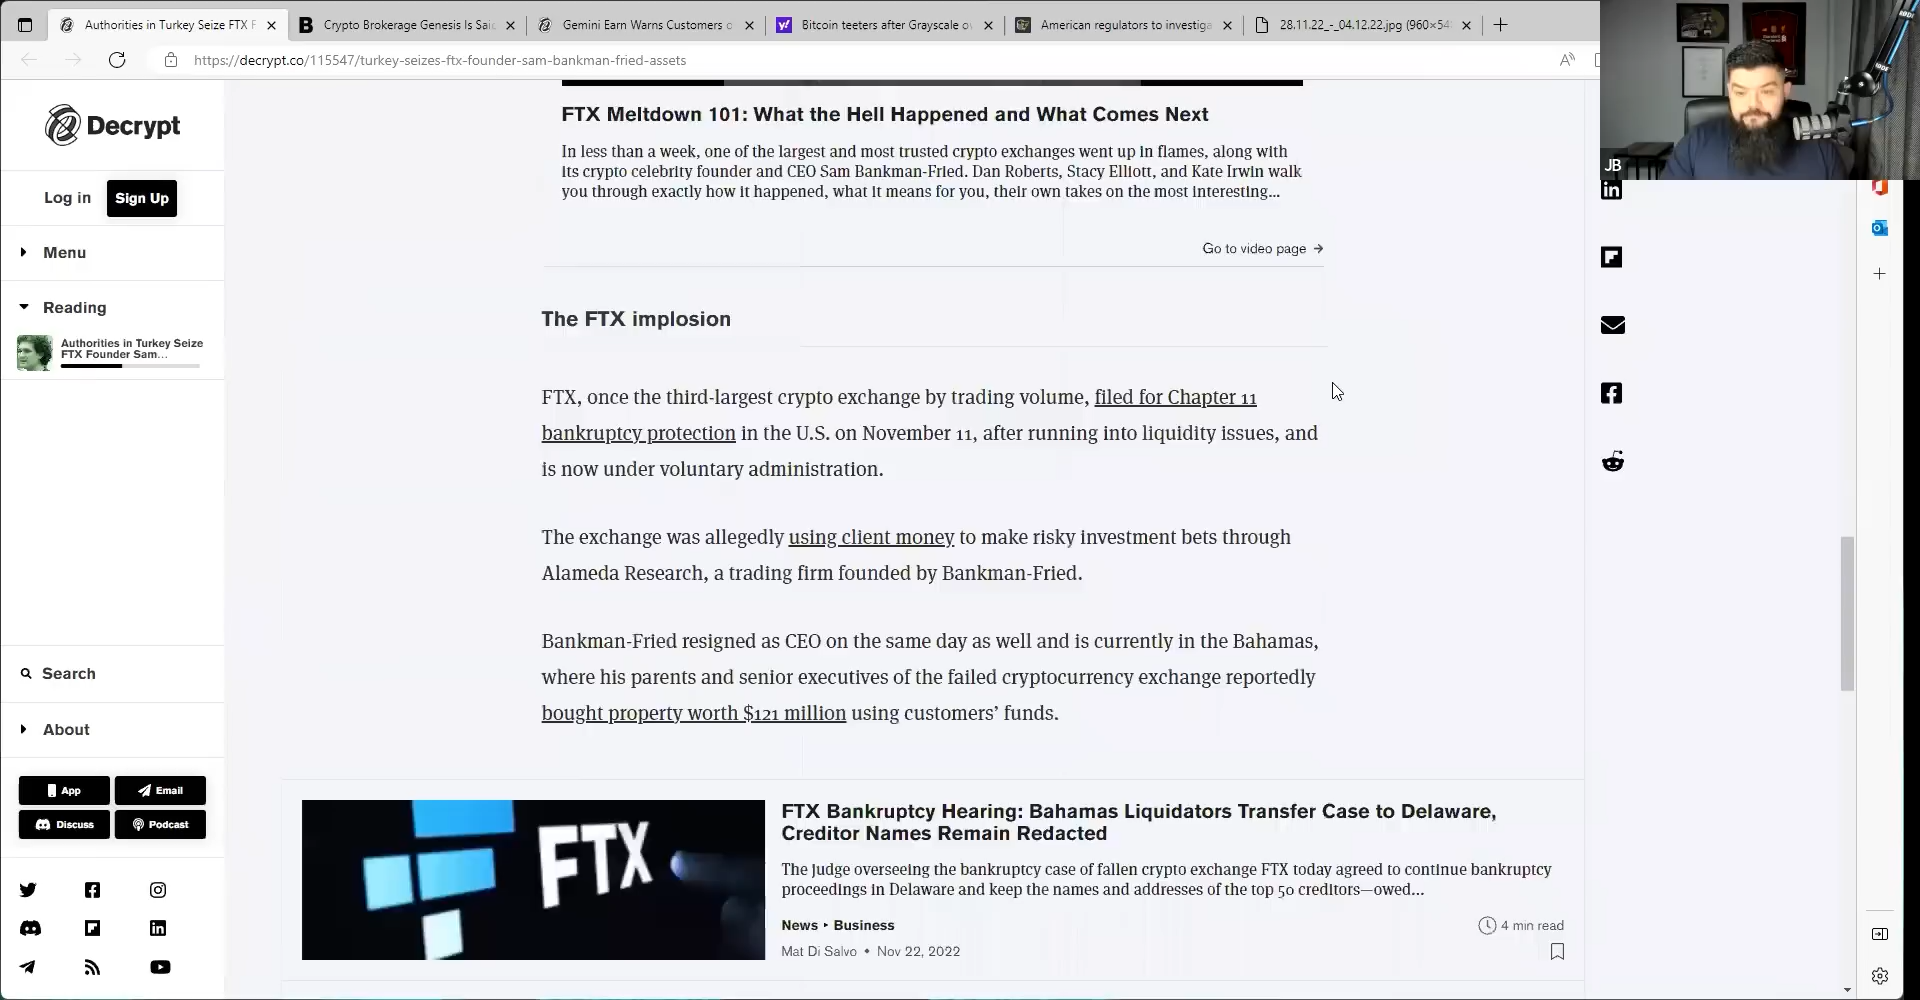 Authorities in Turkey Seize FTX F
Crypto Brokerage Genesis Is Saic
Gemini Earn Warns Customers o
Bitcoin teeters after Grayscale o
American regulators to investiga
28.11.22_-_04.12.22.jpg (960×54
https://decrypt.co/115547/turkey-seizes-ftx-founder-sam-bankman-fried-assets
JB
Decrypt
Log in
Sign Up
Menu
Reading
Authorities in Turkey Seize
FTX Founder Sam...
Search
About
App
Email
Discuss
Podcast
FTX Meltdown 101: What the Hell Happened and What Comes Next
In less than a week, one of the largest and most trusted crypto exchanges went up in flames, along with
its crypto celebrity founder and CEO Sam Bankman-Fried. Dan Roberts, Stacy Elliott, and Kate Irwin walk
you through exactly how it happened, what it means for you, their own takes on the most interesting...
Go to video page →
The FTX implosion
FTX, once the third-largest crypto exchange by trading volume, filed for Chapter 11
bankruptcy protection in the U.S. on November 11, after running into liquidity issues, and
is now under voluntary administration.
The exchange was allegedly using client money to make risky investment bets through
Alameda Research, a trading firm founded by Bankman-Fried.
Bankman-Fried resigned as CEO on the same day as well and is currently in the Bahamas,
where his parents and senior executives of the failed cryptocurrency exchange reportedly
bought property worth $121 million using customers’ funds.
FTX
FTX Bankruptcy Hearing: Bahamas Liquidators Transfer Case to Delaware,
Creditor Names Remain Redacted
The judge overseeing the bankruptcy case of fallen crypto exchange FTX today agreed to continue bankruptcy
proceedings in Delaware and keep the names and addresses of the top 50 creditors—owed...
News ‣ Business
4 min read
Mat Di Salvo • Nov 22, 2022